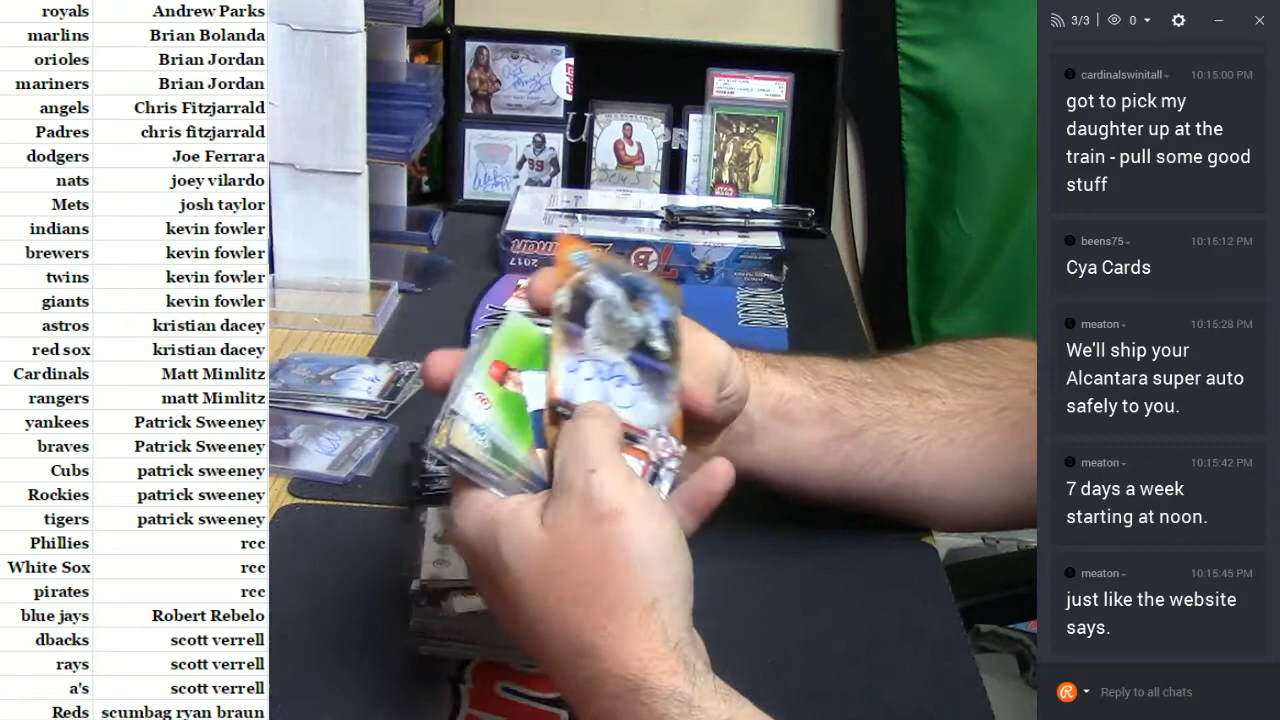 royals Andrew Parks
marlins Brian Bolanda
orioles Brian Jordan
mariners Brian Jordan
angels Chris Fitzjarrald
Padres chris fitzjarrald
dodgers Joe Ferrara
nats joey vilardo
Mets josh taylor
indians kevin fowler
brewers kevin fowler
twins kevin fowler
giants kevin fowler
astros kristian dacey
red sox kristian dacey
Cardinals Matt Mimlitz
rangers matt Mimlitz
yankees Patrick Sweeney
braves Patrick Sweeney
Cubs patrick sweeney
Rockies patrick sweeney
tigers patrick sweeney
Phillies rcc
White Sox rcc
pirates rcc
blue jays Robert Rebelo
dbacks scott verrell
rays scott verrell
a's scott verrell
Reds scumbag ryan braun
99
STAR WARS
2017
3/3 0
cardinalswinitall 10:15:00 PM
got to pick my
daughter up at the
train - pull some good
stuff
beens75 10:15:12 PM
Cya Cards
meaton 10:15:28 PM
We'll ship your
Alcantara super auto
safely to you.
meaton 10:15:42 PM
7 days a week
starting at noon.
meaton 10:15:45 PM
just like the website
says.
Reply to all chats